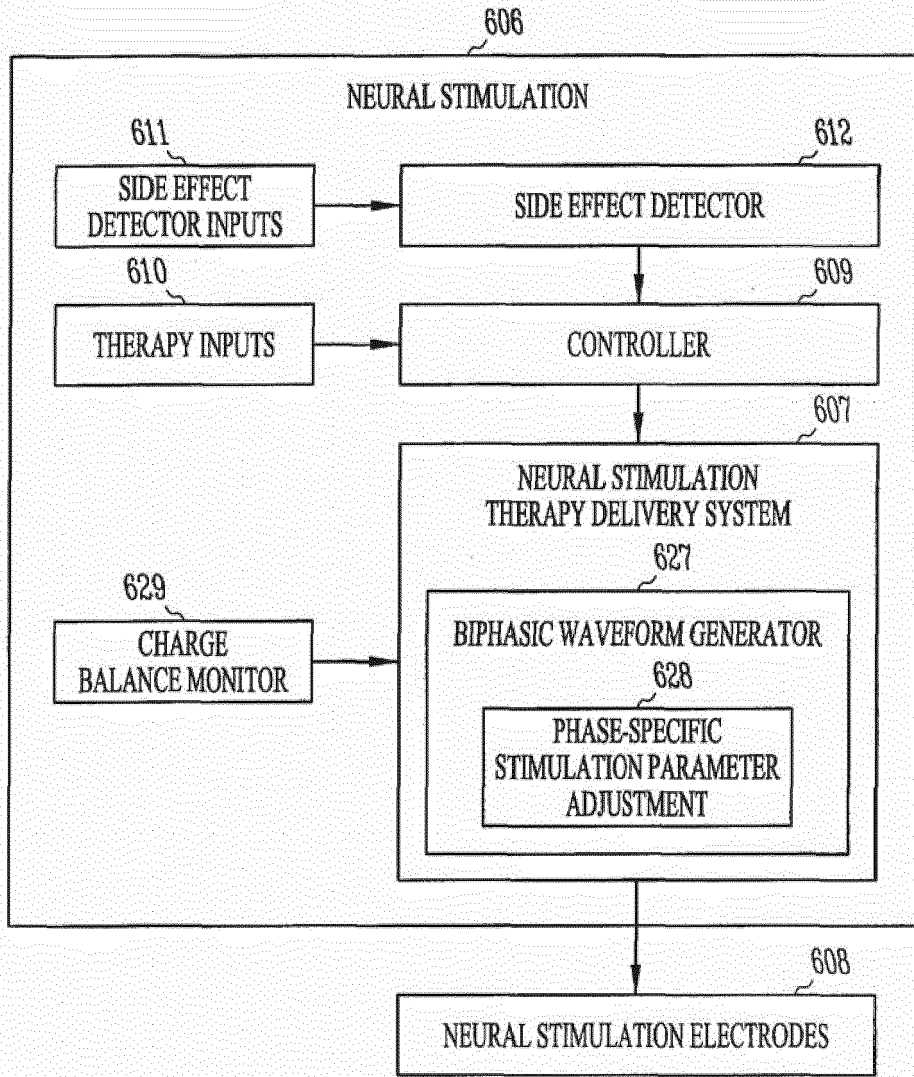 606
NEURAL STIMULATION
611
SIDE EFFECT
DETECTOR INPUTS
612
SIDE EFFECT DETECTOR
610
THERAPY INPUTS
609
CONTROLLER
607
NEURAL STIMULATION
THERAPY DELIVERY SYSTEM
629
CHARGE
BALANCE MONITOR
627
BIPHASIC WAVEFORM GENERATOR
628
PHASE-SPECIFIC
STIMULATION PARAMETER
ADJUSTMENT
608
NEURAL STIMULATION ELECTRODES